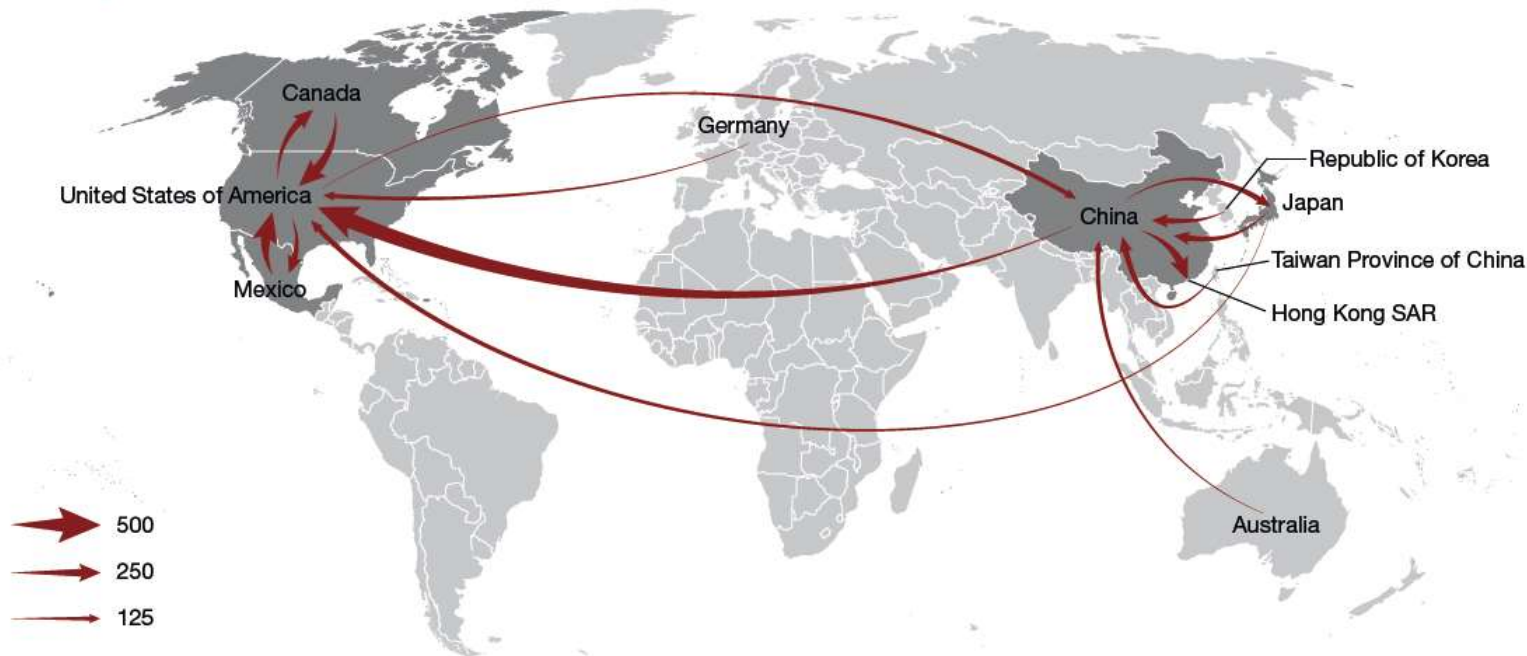 Canada
Germany
Republic of Korea
United States of America
Japan
China
Taiwan Province of China
Mexico
Hong Kong SAR
Australia
500
250
125